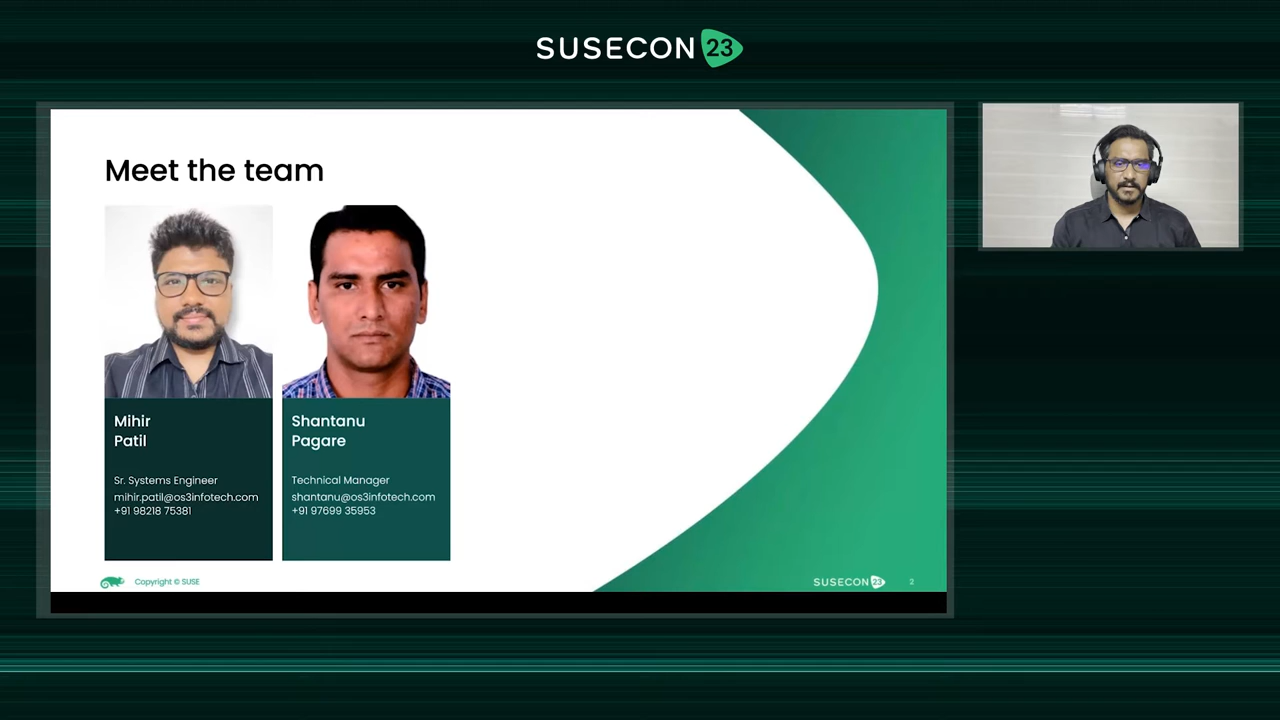 SUSECON 23
Meet the team
Mihir
Patil
Sr. Systems Engineer
mihir.patil@os3infotech.com
+91 98218 75381
Shantanu
Pagare
Technical Manager
shantanu@os3infotech.com
+91 97699 35953
Copyright © SUSE
SUSECON 23
2